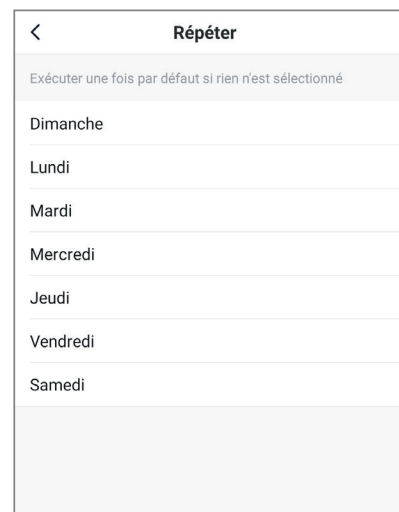 Répéter
Exécuter une fois par défaut si rien n'est sélectionné
Dimanche
Lundi
Mardi
Mercredi
Jeudi
Vendredi
Samedi